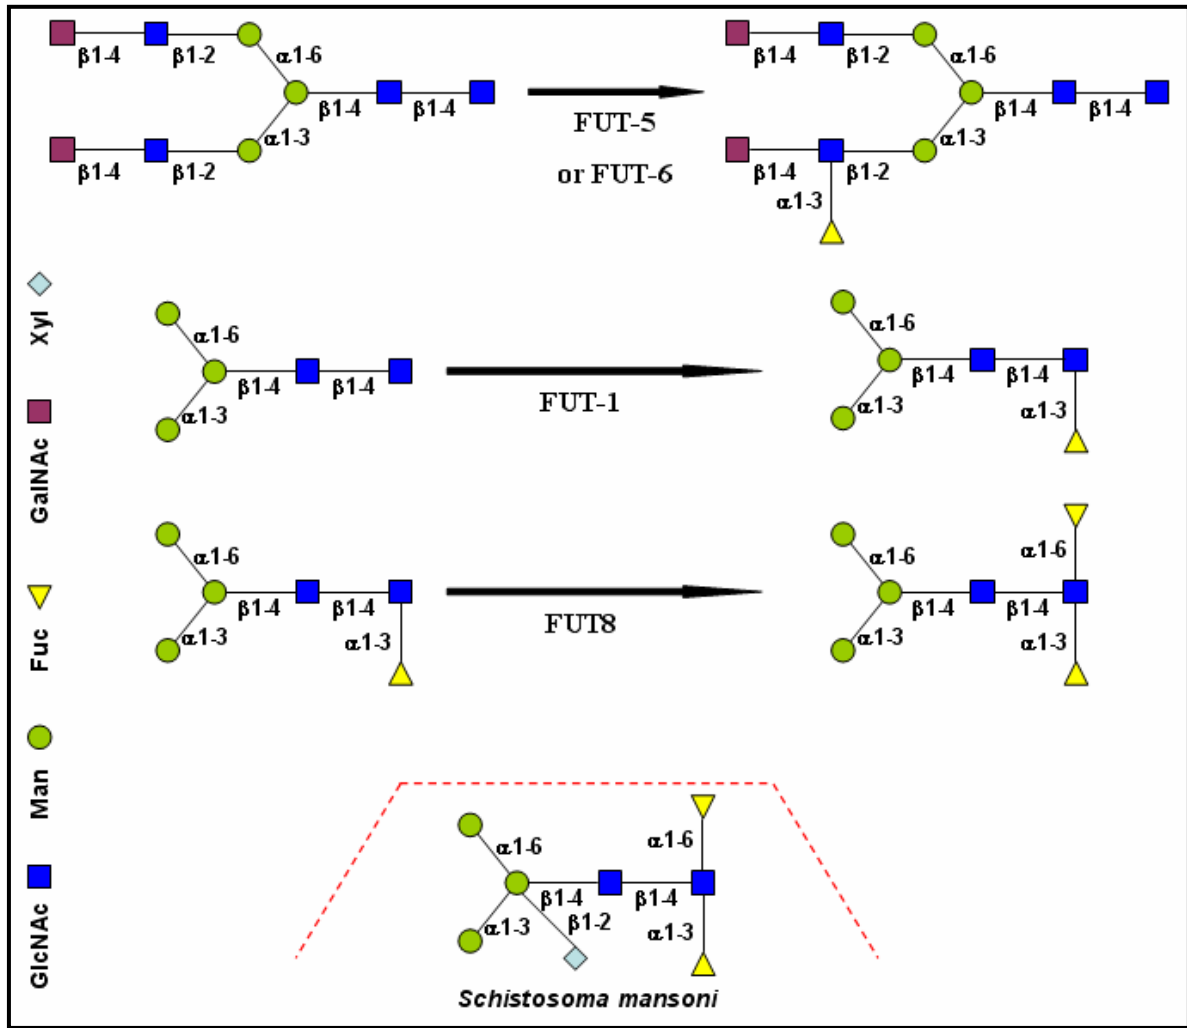 β1-4 β1-2 α1-6 β1-4 β1-4
α1-3
β1-4 β1-2
FUT-5
or FUT-6
β1-4 β1-2 α1-6 β1-4 β1-4
α1-3
β1-4 β1-2
α1-3
Xyl
GalNAc
Fuc
Man
GlcNAc
α1-6
β1-4 β1-4
α1-3
FUT-1
α1-6
β1-4 β1-4
α1-3 α1-3
α1-6
β1-4 β1-4
α1-3 α1-3
FUT8
α1-6 α1-6
β1-4 β1-4
α1-3 α1-3
α1-6 α1-6
β1-4 β1-4
β1-2
α1-3 α1-3
Schistosoma mansoni